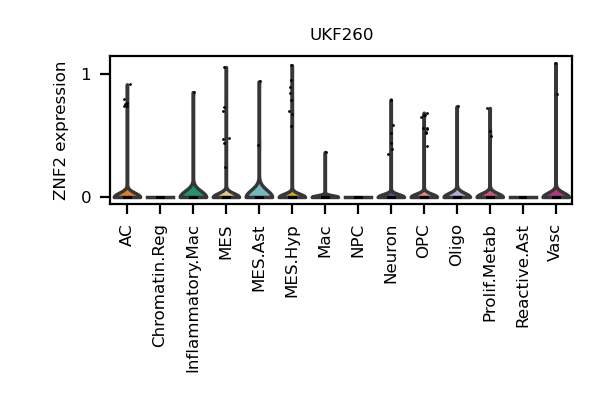 UKF260
ZNF2 expression
1
0
AC
Chromatin.Reg
Inflammatory.Mac
MES
MES.Ast
MES.Hyp
Mac
NPC
Neuron
OPC
Oligo
Prolif.Metab
Reactive.Ast
Vasc